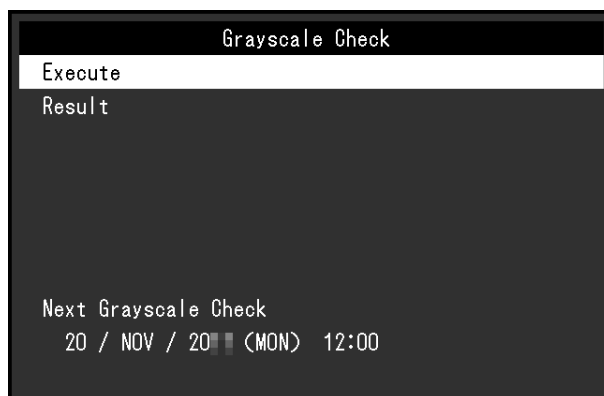 Grayscale Check
Execute
Result
Next Grayscale Check
20 / NOV / 20 (MON) 12:00